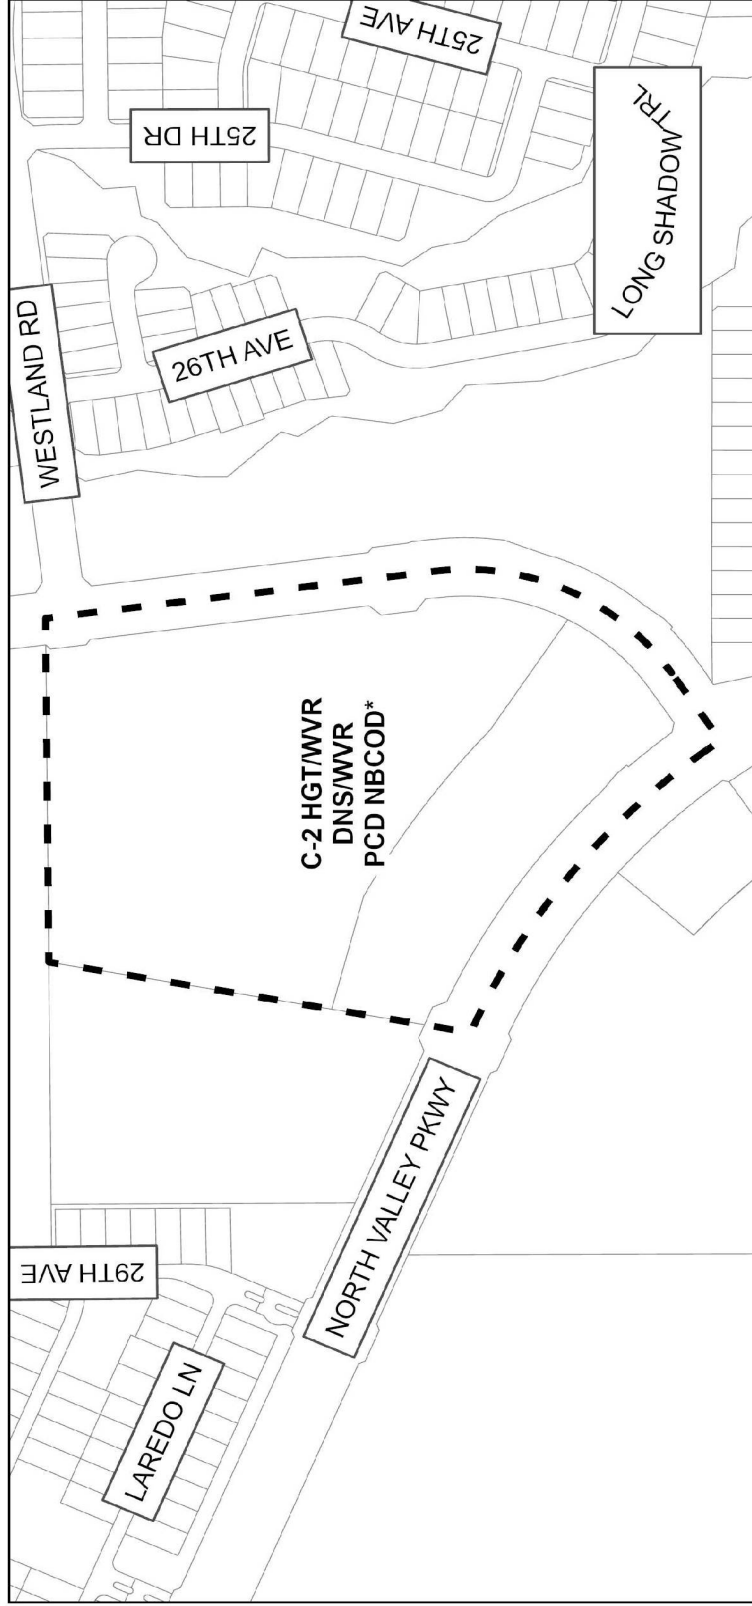 29TH AVE
LAREDO LN
NORTH VALLEY PKWY
C-2 HGT/WVR
DNS/WVR
PCD NBCOD*
WESTLAND RD
26TH AVE
25TH DR
25TH AVE
LONG SHADOW TRL